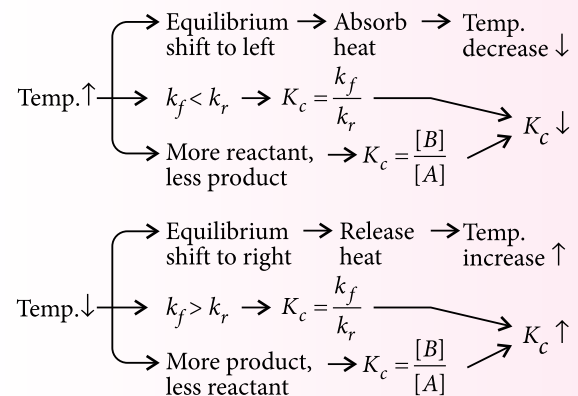 Temp.↑
Equilibrium shift to left → Absorb heat → Temp. decrease ↓
k_f < k_r → K_c = k_f / k_r
More reactant, less product → K_c = [B] / [A]
K_c ↓
Temp.↓
Equilibrium shift to right → Release heat → Temp. increase ↑
k_f > k_r → K_c = k_f / k_r
More product, less reactant → K_c = [B] / [A]
K_c ↑